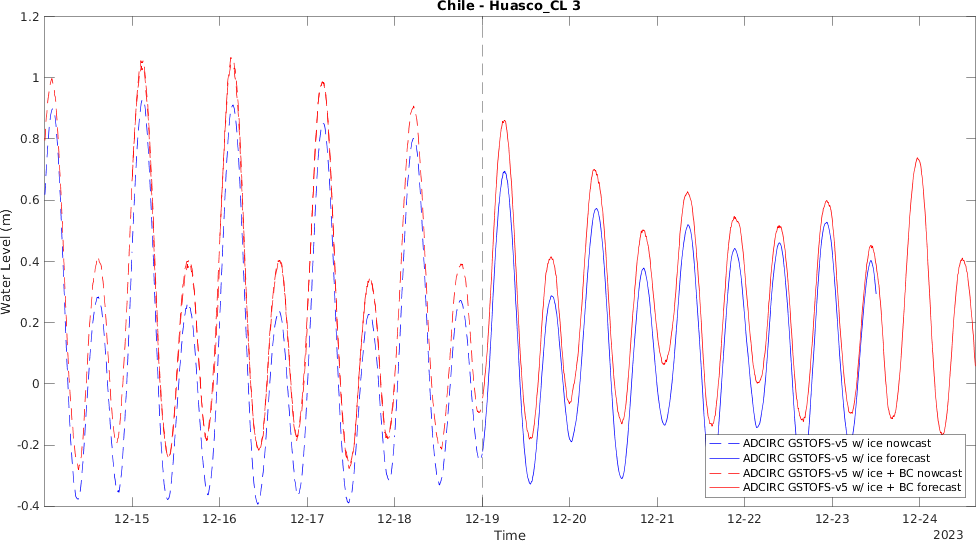 Chile - Huasco_CL 3
Water Level (m)
1.2
1
0.8
0.6
0.4
0.2
0
-0.2
-0.4
ADCIRC GSTOFS-v5 w/ ice nowcast
ADCIRC GSTOFS-v5 w/ ice forecast
ADCIRC GSTOFS-v5 w/ ice + BC nowcast
ADCIRC GSTOFS-v5 w/ ice + BC forecast
12-15 12-16 12-17 12-18 12-19 12-20 12-21 12-22 12-23 12-24
Time
2023